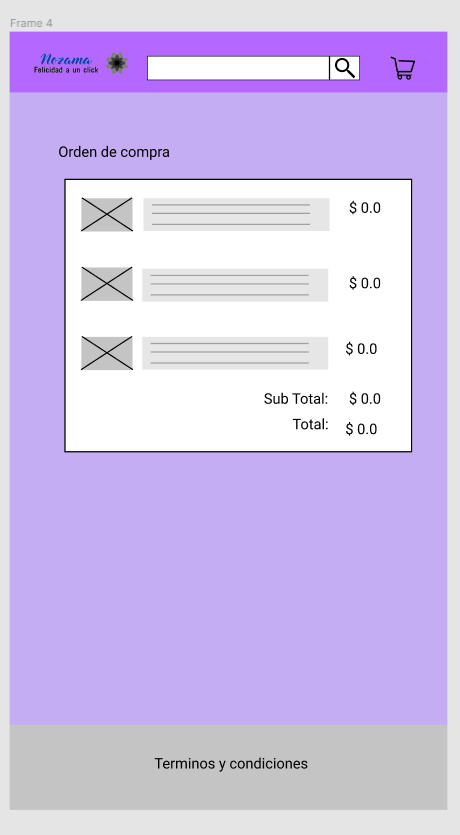 Frame 4
Nozama
Felicidad a un click
Orden de compra
$ 0.0
$ 0.0
$ 0.0
Sub Total: $ 0.0
Total: $ 0.0
Terminos y condiciones